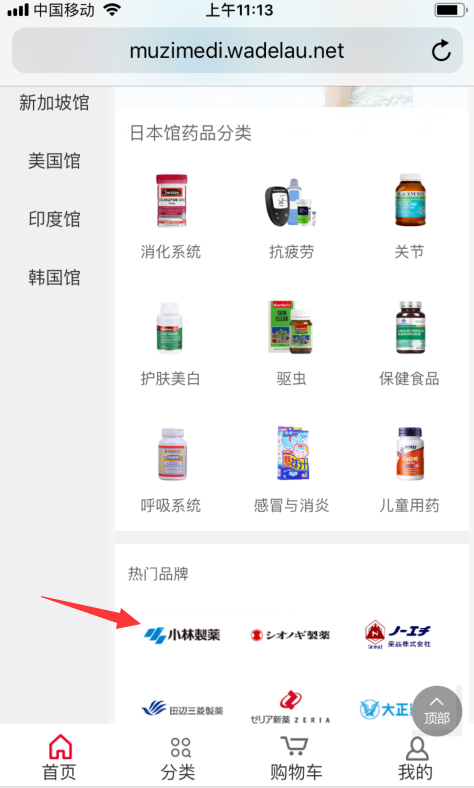 中国移动 上午11:13
muzimedi.wadelau.net
新加坡馆
美国馆
印度馆
韩国馆
日本馆药品分类
消化系统 抗疲劳 关节
护肤美白 驱虫 保健食品
SKIN CLEAN
呼吸系统 感冒与消炎 儿童用药
CoQ10
热门品牌
小林製薬 シオノギ製薬 ノーエチ
薬品株式会社
田辺三菱製薬 ゼリア新薬 ZERIA 大正
顶部
首页 分类 购物车 我的